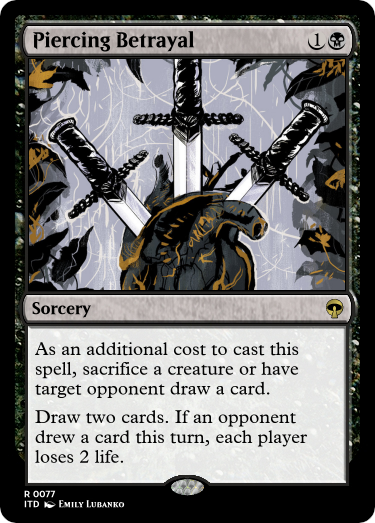 Piercing Betrayal 1
Sorcery
As an additional cost to cast this
spell, sacrifice a creature or have
target opponent draw a card.
Draw two cards. If an opponent
drew a card this turn, each player
loses 2 life.
R 0077
ITD Emily Lubanko